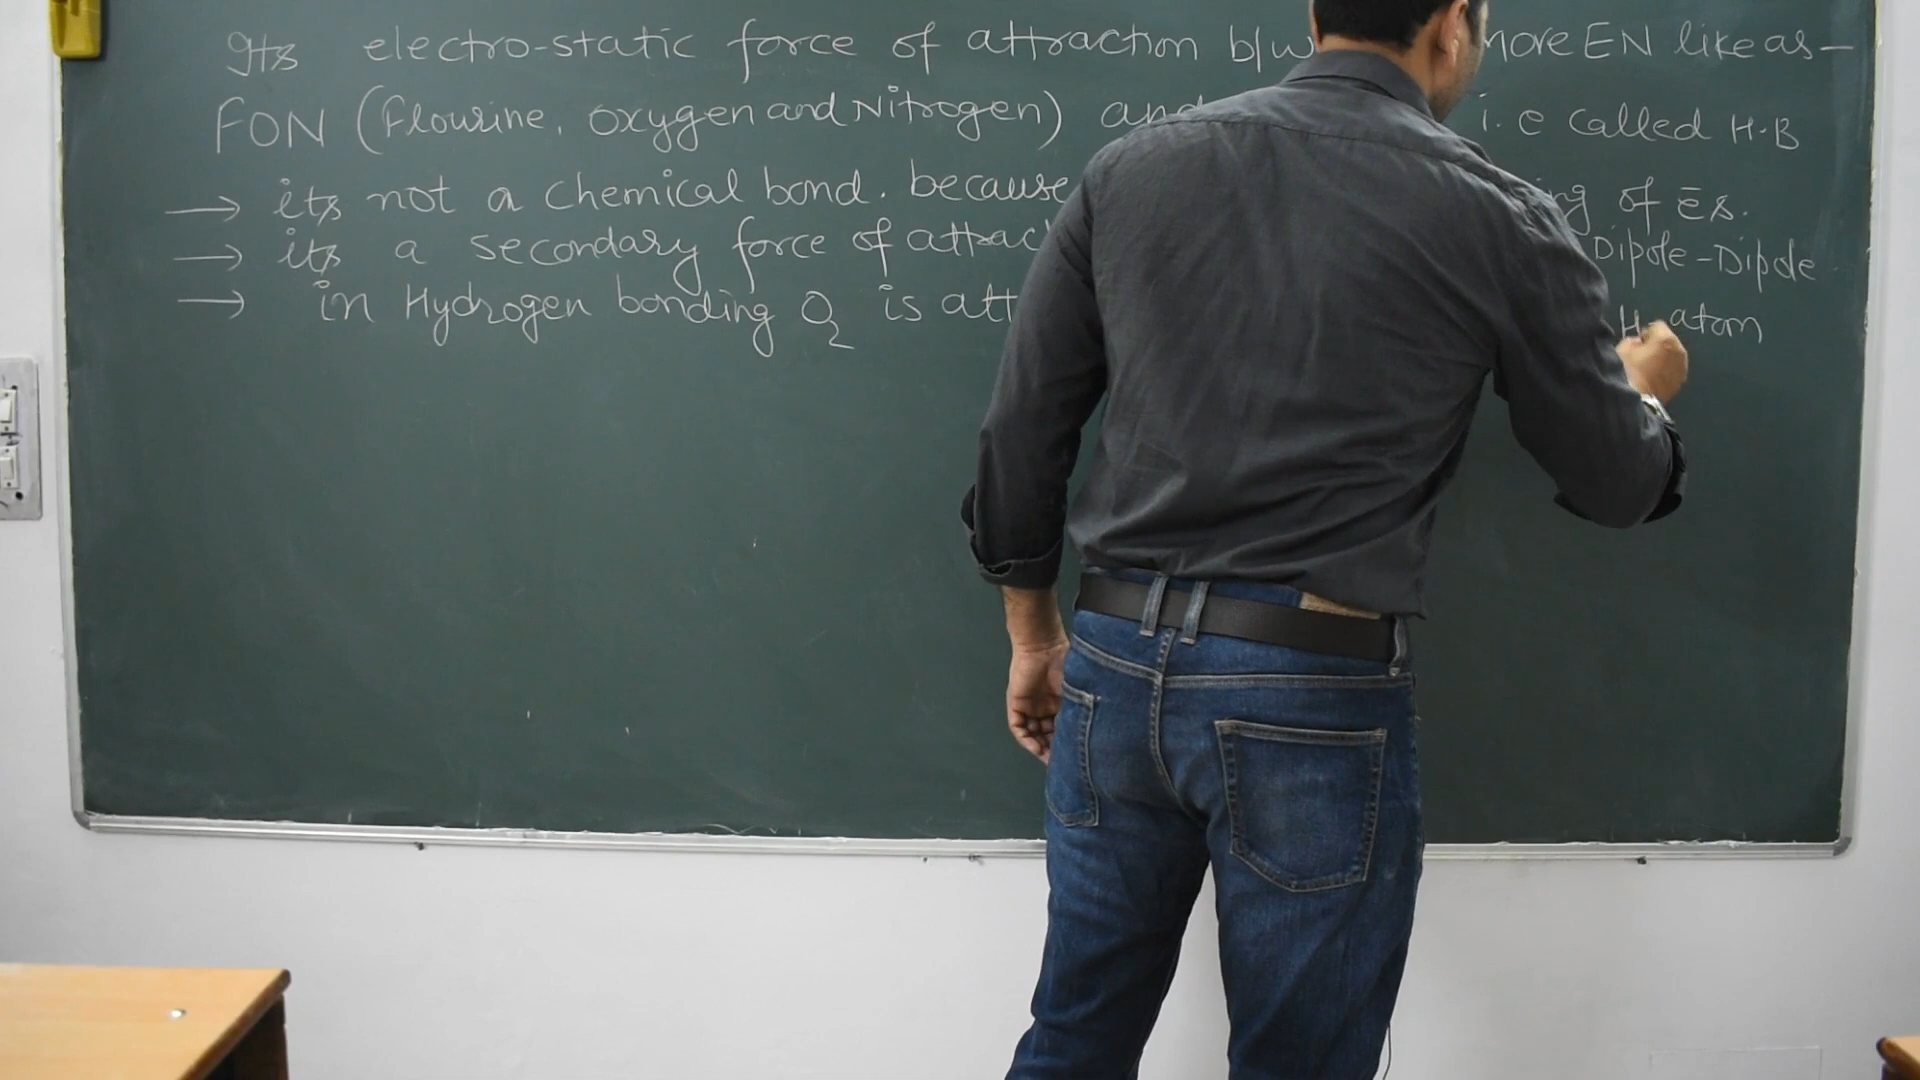 Its electro-static force of attraction b/w more EN like as -
FON (Flourine, oxygen and Nitrogen) and i.e called H.B
→ its not a chemical bond. because of ēs.
→ its a secondary force of attrac Dipole-Dipole
→ in Hydrogen bonding O2 is att H atom